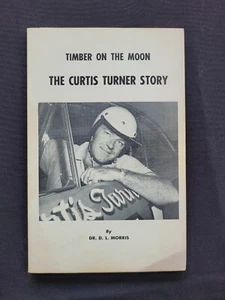 TIMBER ON THE MOON
THE CURTIS TURNER STORY
By
DR. D. L. MORRIS